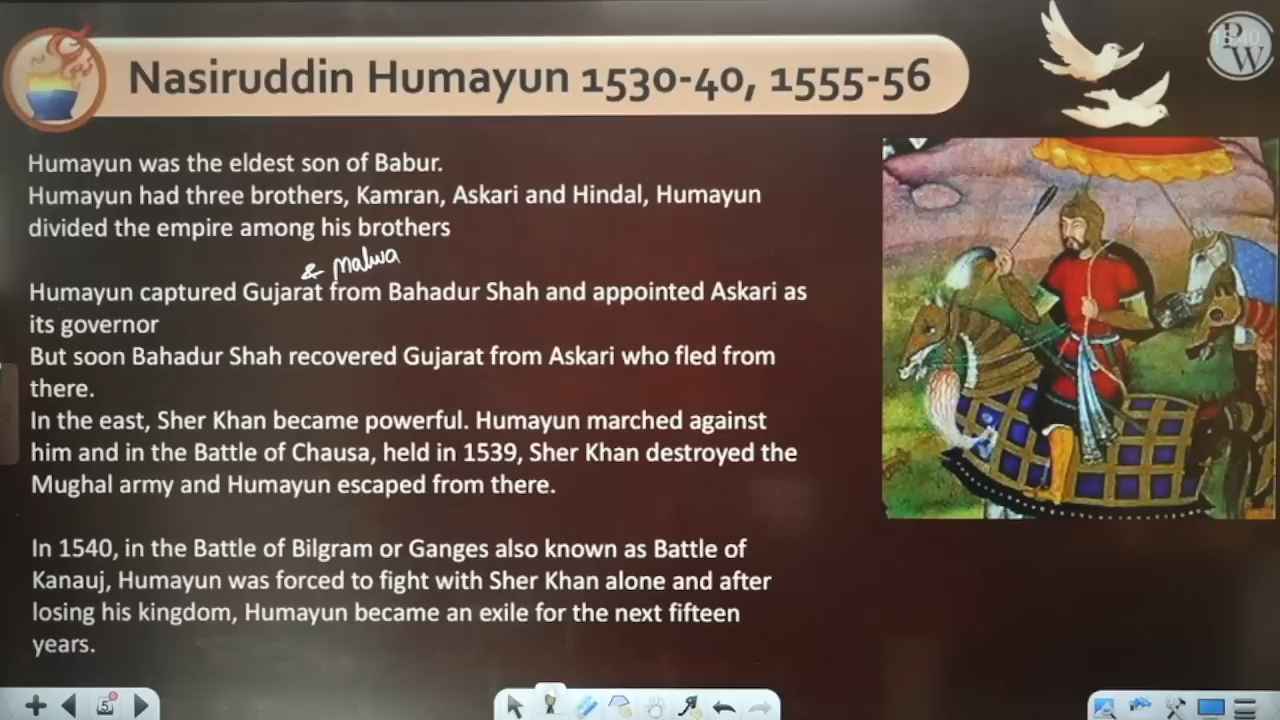 Nasiruddin Humayun 1530-40, 1555-56
PW
Humayun was the eldest son of Babur.
Humayun had three brothers, Kamran, Askari and Hindal, Humayun
divided the empire among his brothers
& Malwa
Humayun captured Gujarat from Bahadur Shah and appointed Askari as
its governor
But soon Bahadur Shah recovered Gujarat from Askari who fled from
there.
In the east, Sher Khan became powerful. Humayun marched against
him and in the Battle of Chausa, held in 1539, Sher Khan destroyed the
Mughal army and Humayun escaped from there.
In 1540, in the Battle of Bilgram or Ganges also known as Battle of
Kanauj, Humayun was forced to fight with Sher Khan alone and after
losing his kingdom, Humayun became an exile for the next fifteen
years.
5